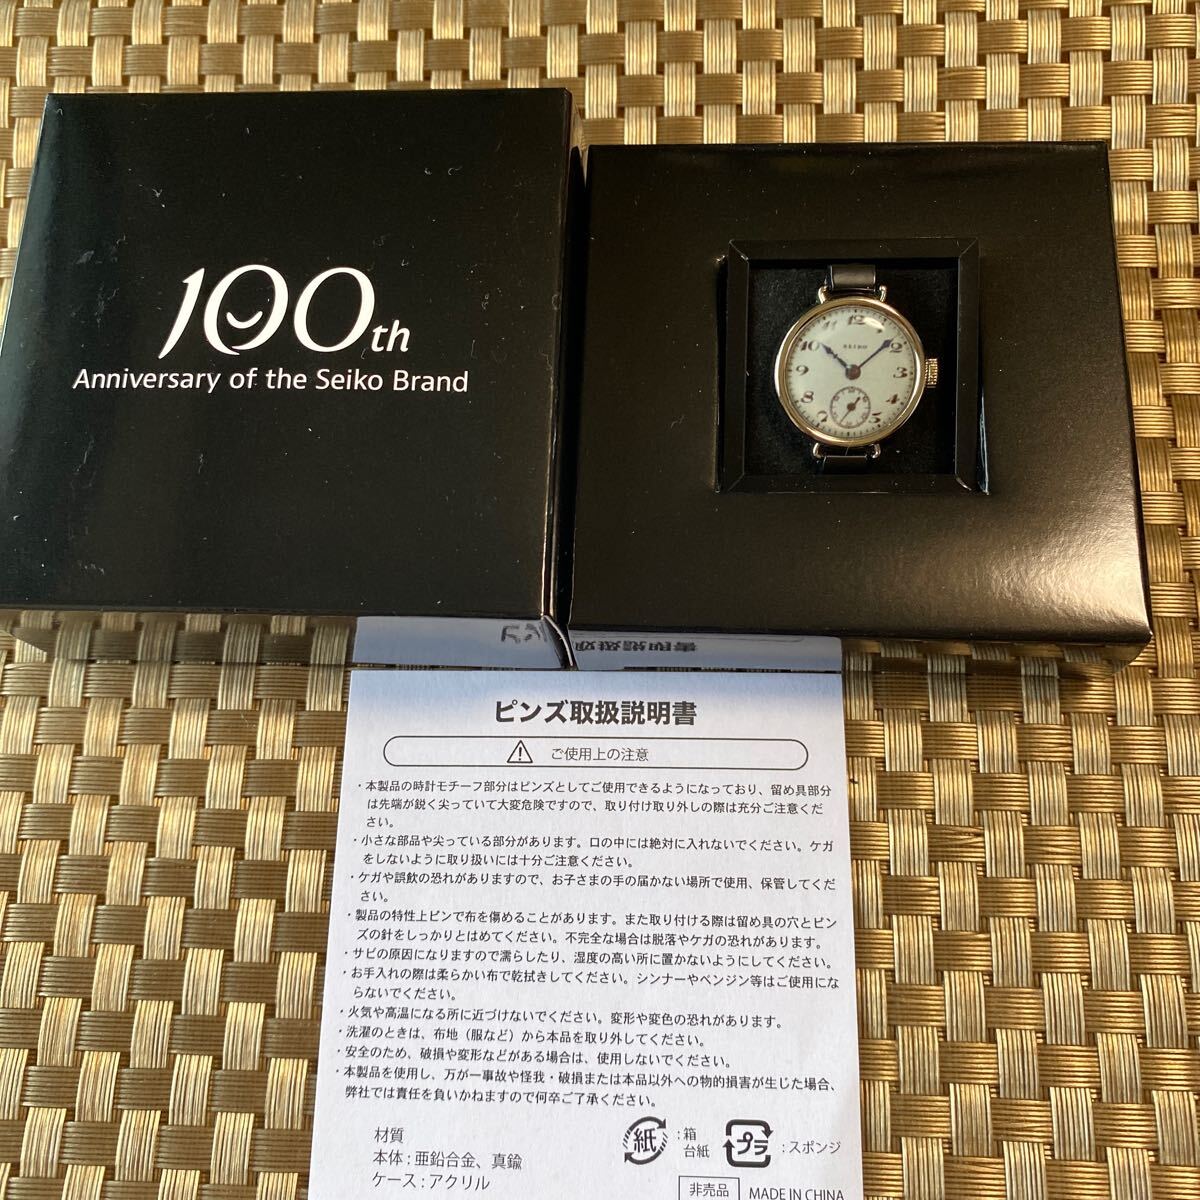 100th
Anniversary of the Seiko Brand
12
2
3
5
8
10
SEIKO
ピンズ取扱説明書
ご使用上の注意
・本製品の時計モチーフ部分はピンズとしてご使用できるようになっており、留め具部分
は先端が鋭く尖っていて大変危険ですので、取り付け取り外しの際は充分ご注意くだ
さい。
・小さな部品や尖っている部分があります。口の中には絶対に入れないでください。ケガ
をしないように取り扱いには十分ご注意ください。
・ケガや誤飲の恐れがありますので、お子さまの手の届かない場所で使用、保管してくだ
さい。
・製品の特性上ピンで布を傷めることがあります。また取り付ける際は留め具の穴とピン
ズの針をしっかりとはめてください。不完全な場合は脱落やケガの恐れがあります。
・サビの原因になりますので濡らしたり、湿度の高い所に置かないようにしてください。
・お手入れの際は柔らかい布で乾拭きしてください。シンナーやベンジン等はご使用にな
らないでください。
・火気や高温になる所に近づけないでください。変形や変色の恐れがあります。
・洗濯のときは、布地（服など）から本品を取り外してください。
・安全のため、破損や変形などがある場合は、使用しないでください。
・本製品を使用し、万が一事故や怪我・破損または本品以外への物的損害が生じた場合、
弊社では責任を負いかねますので何卒ご了承ください。
材質
本体：亜鉛合金、真鍮
ケース：アクリル
紙：箱
台紙
プラ：スポンジ
非売品 MADE IN CHINA